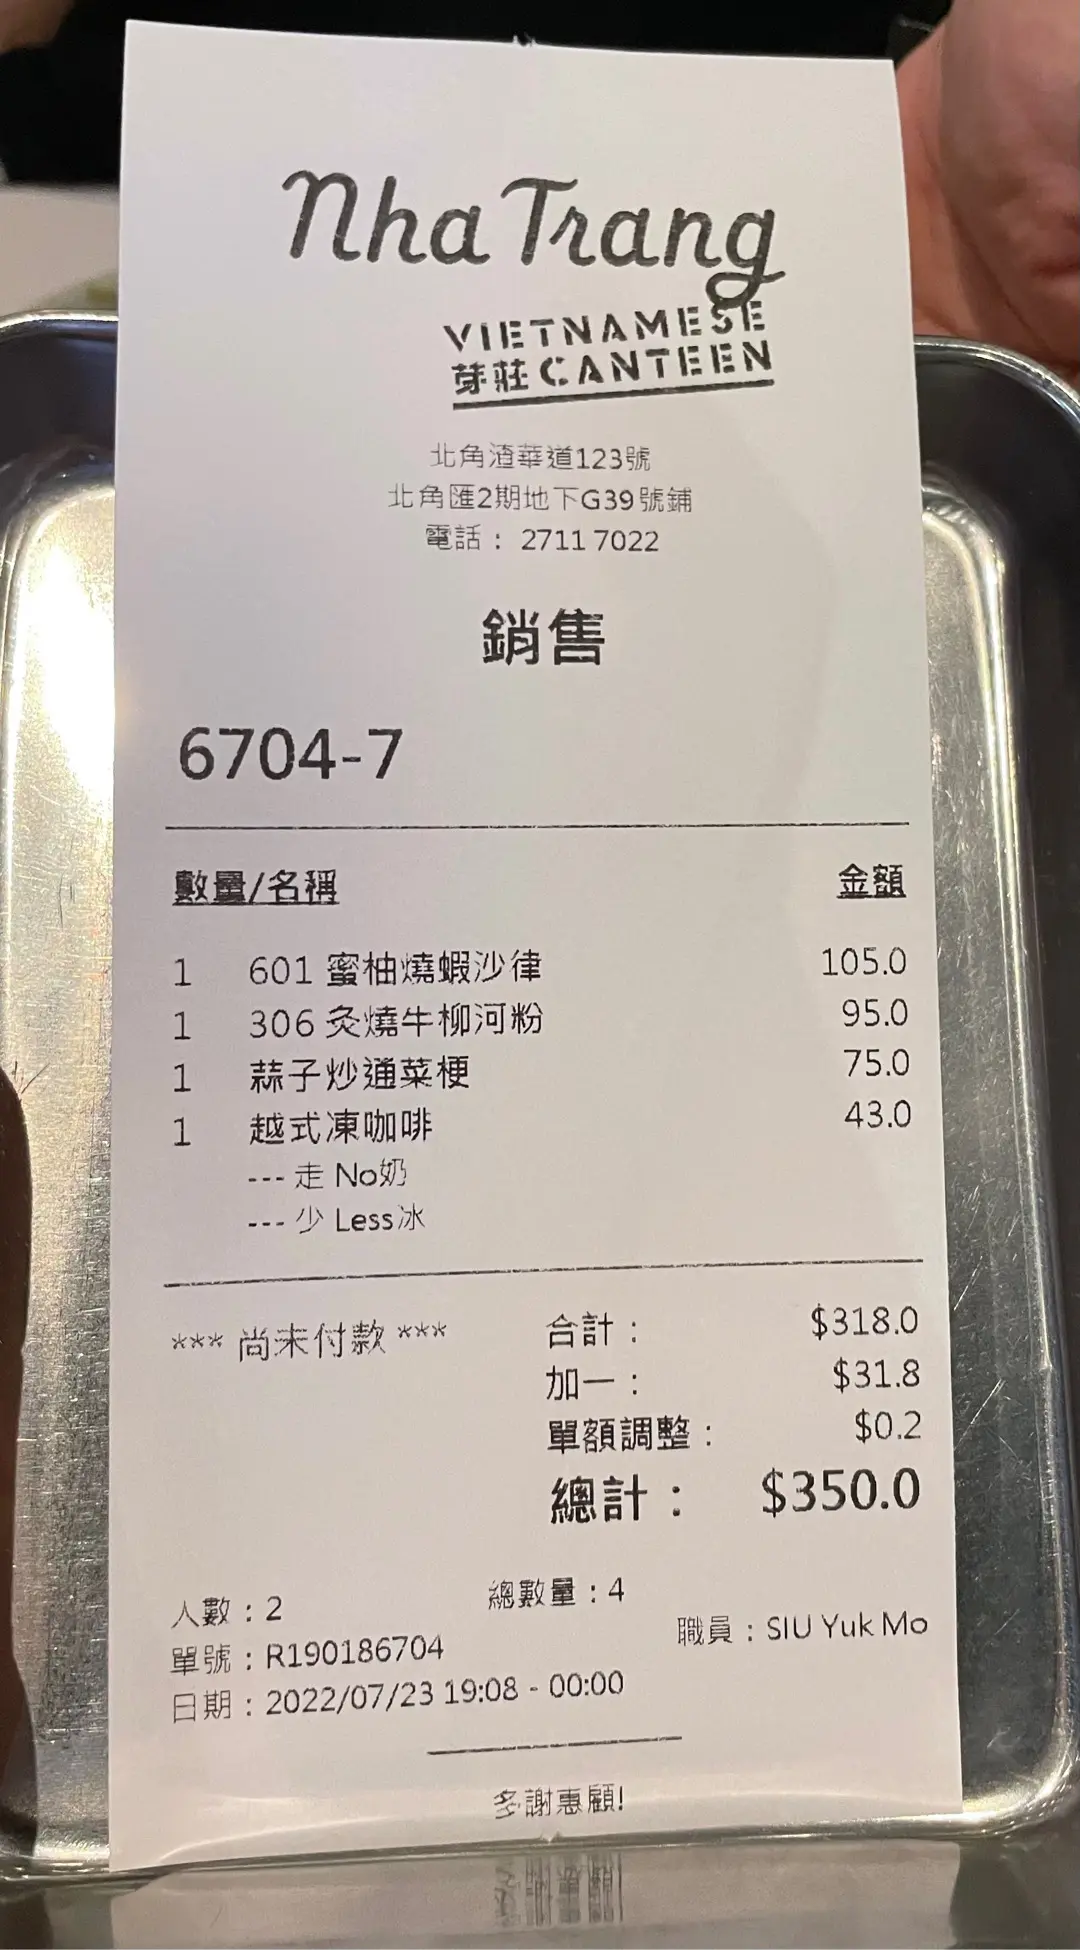 Nha Trang
VIETNAMESE
芽莊 CANTEEN
北角渣華道123號
北角匯2期地下G39號鋪
電話： 2711 7022
銷售
6704-7
數量/名稱 金額
1 601 蜜柚燒蝦沙律 105.0
1 306 灸燒牛柳河粉 95.0
1 蒜子炒通菜梗 75.0
1 越式凍咖啡 43.0
--- 走 No奶
--- 少 Less冰
*** 尚未付款 *** 合計： $318.0
加一： $31.8
單額調整： $0.2
總計： $350.0
人數：2 總數量：4
單號：R190186704 職員：SIU Yuk Mo
日期：2022/07/23 19:08 - 00:00
多謝惠顧!